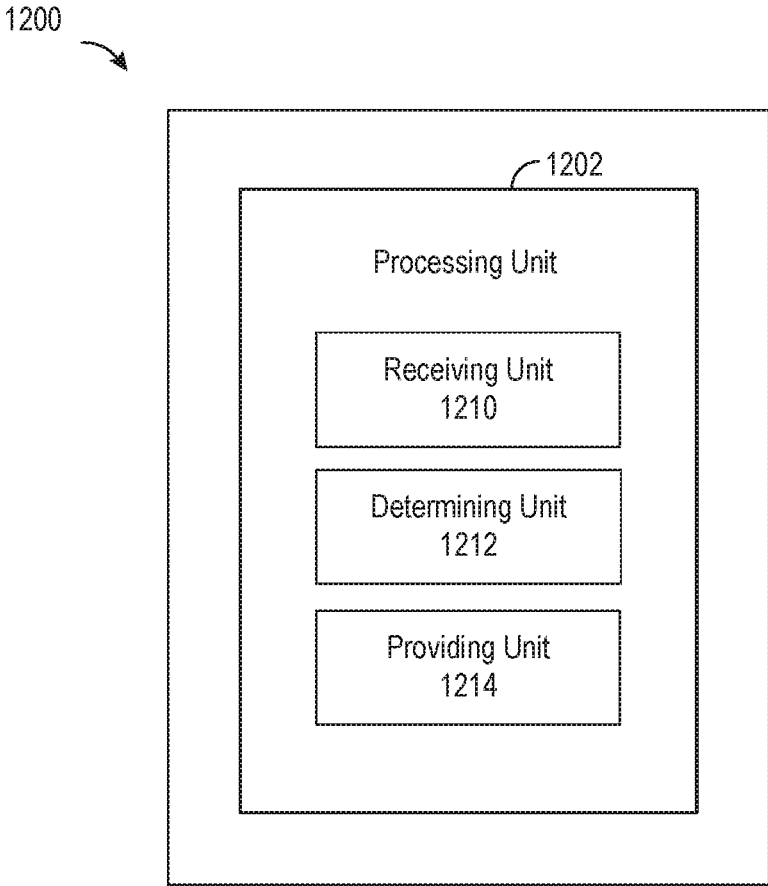 1200
1202
Processing Unit
Receiving Unit
1210
Determining Unit
1212
Providing Unit
1214